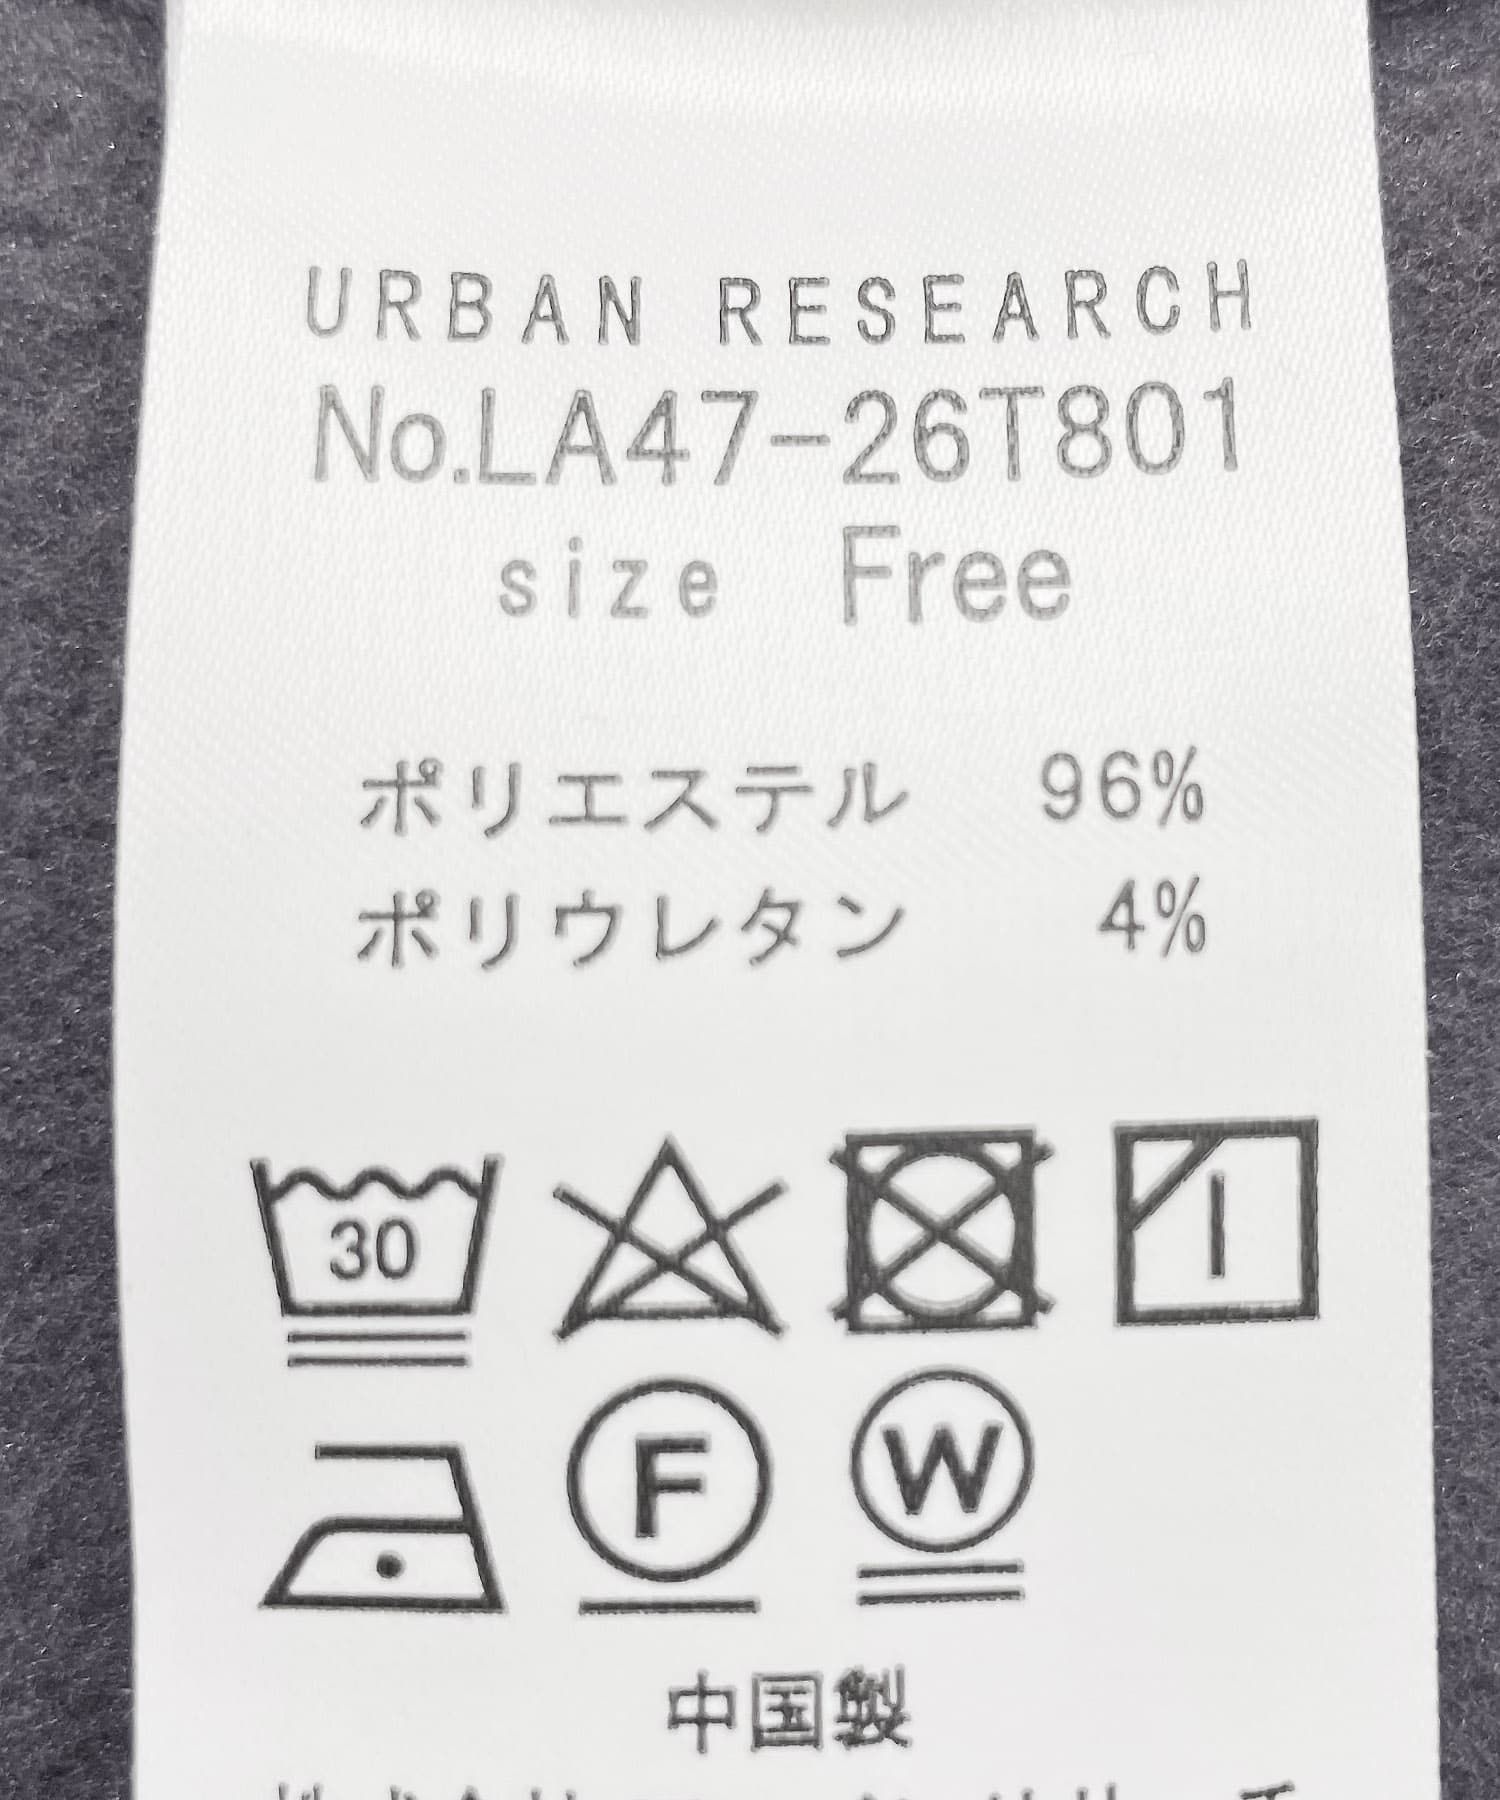 URBAN RESEARCH
No.LA47-26T801
size Free
ポリエステル 96%
ポリウレタン 4%
30
F
W
中国製